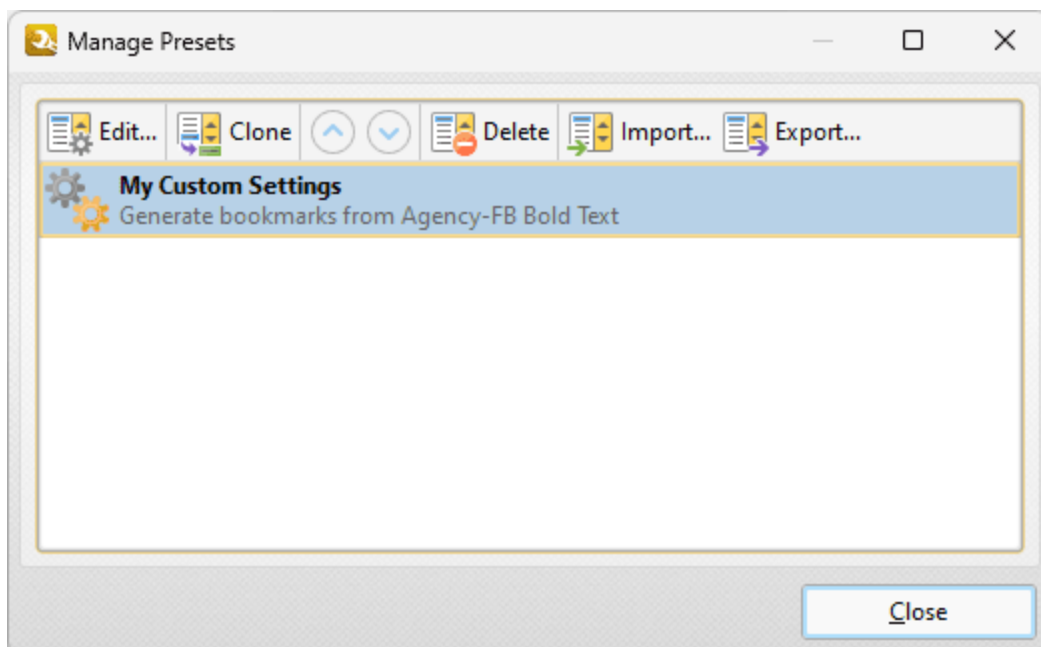 Manage Presets
Edit... Clone Delete Import... Export...
My Custom Settings
Generate bookmarks from Agency-FB Bold Text
Close